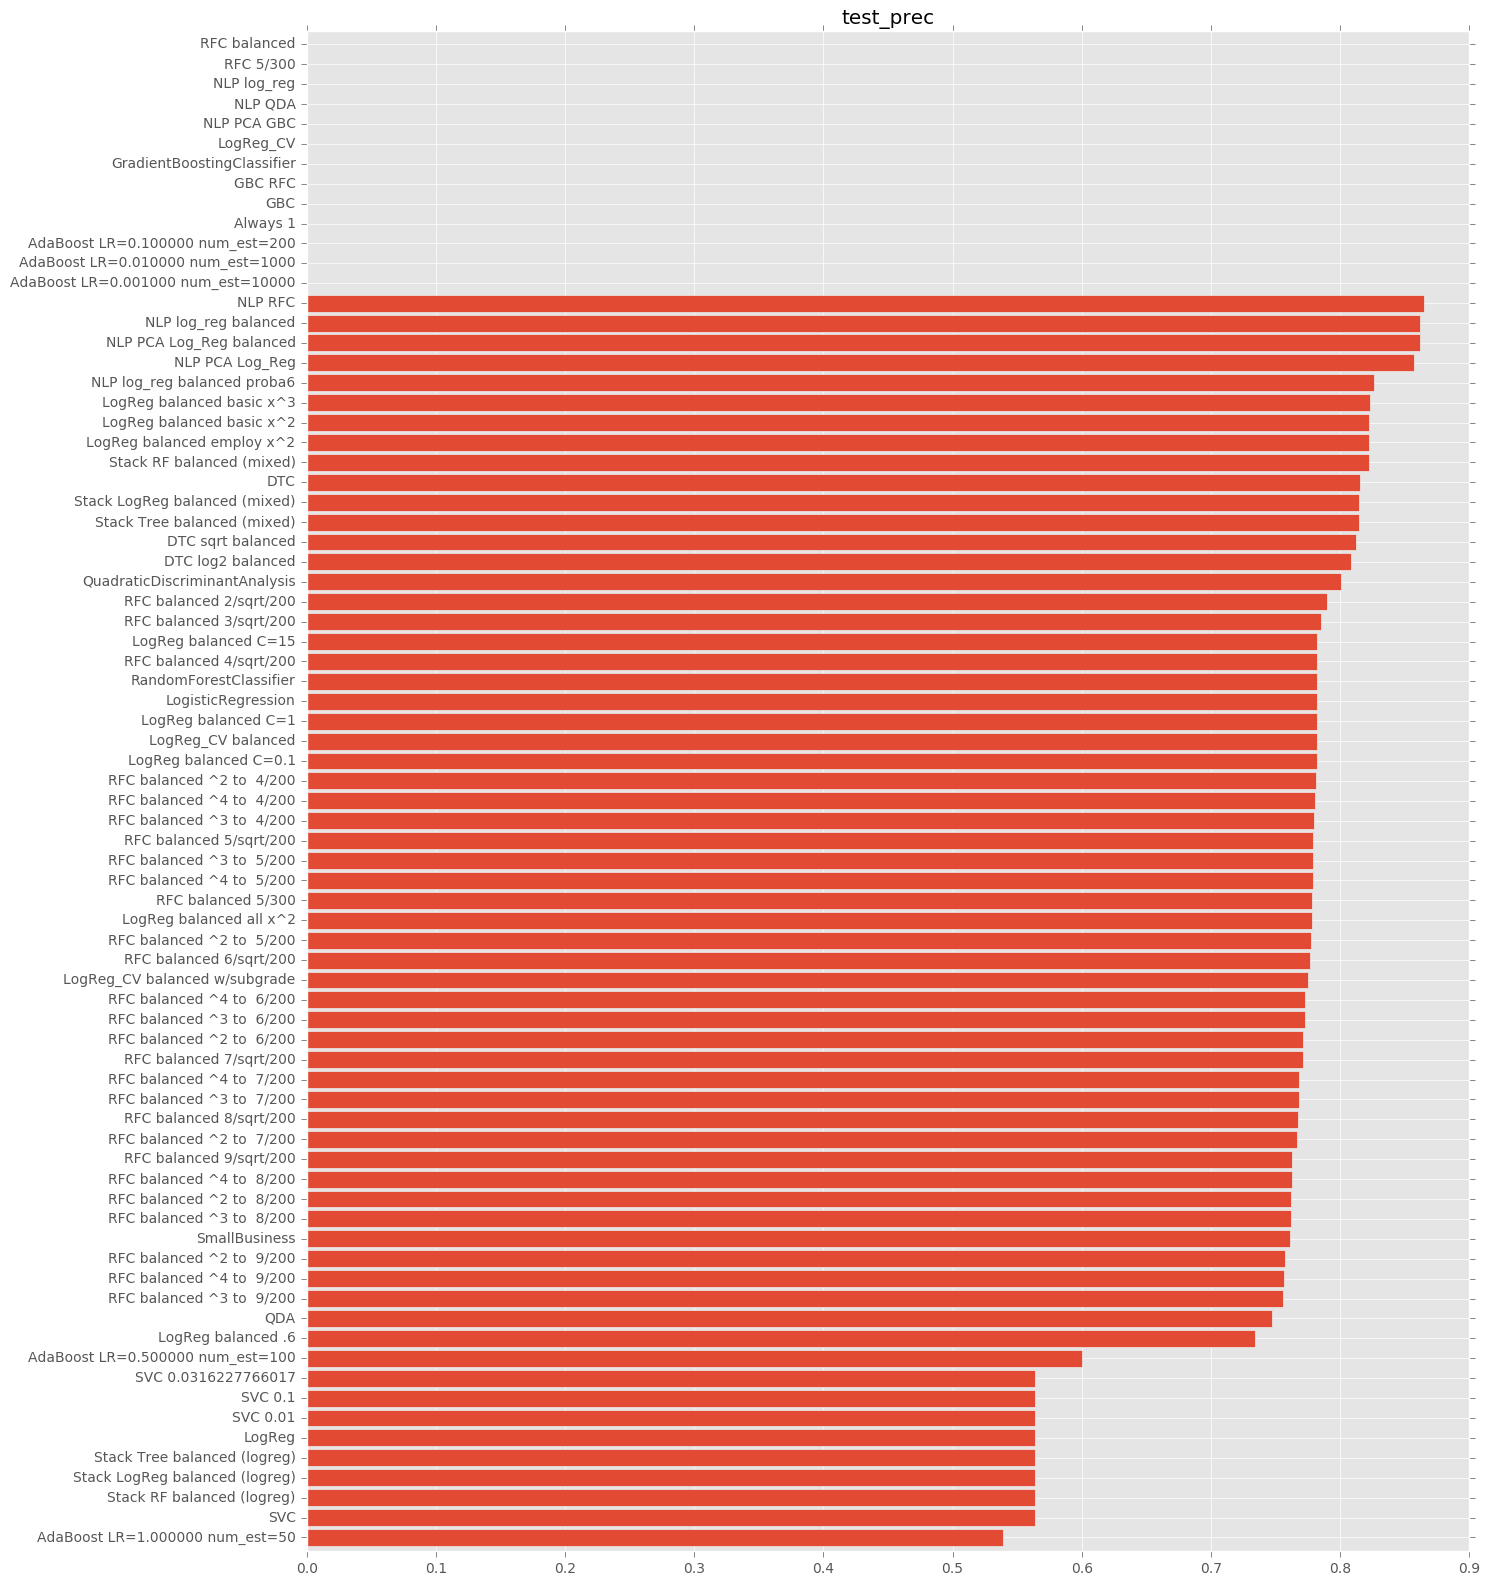 test_prec
RFC balanced
RFC 5/300
NLP log_reg
NLP QDA
NLP PCA GBC
LogReg_CV
GradientBoostingClassifier
GBC RFC
GBC
Always 1
AdaBoost LR=0.100000 num_est=200
AdaBoost LR=0.010000 num_est=1000
AdaBoost LR=0.001000 num_est=10000
NLP RFC
NLP log_reg balanced
NLP PCA Log_Reg balanced
NLP PCA Log_Reg
NLP log_reg balanced proba6
LogReg balanced basic x^3
LogReg balanced basic x^2
LogReg balanced employ x^2
Stack RF balanced (mixed)
DTC
Stack LogReg balanced (mixed)
Stack Tree balanced (mixed)
DTC sqrt balanced
DTC log2 balanced
QuadraticDiscriminantAnalysis
RFC balanced 2/sqrt/200
RFC balanced 3/sqrt/200
LogReg balanced C=15
RFC balanced 4/sqrt/200
RandomForestClassifier
LogisticRegression
LogReg balanced C=1
LogReg_CV balanced
LogReg balanced C=0.1
RFC balanced ^2 to  4/200
RFC balanced ^4 to  4/200
RFC balanced ^3 to  4/200
RFC balanced 5/sqrt/200
RFC balanced ^3 to  5/200
RFC balanced ^4 to  5/200
RFC balanced 5/300
LogReg balanced all x^2
RFC balanced ^2 to  5/200
RFC balanced 6/sqrt/200
LogReg_CV balanced w/subgrade
RFC balanced ^4 to  6/200
RFC balanced ^3 to  6/200
RFC balanced ^2 to  6/200
RFC balanced 7/sqrt/200
RFC balanced ^4 to  7/200
RFC balanced ^3 to  7/200
RFC balanced 8/sqrt/200
RFC balanced ^2 to  7/200
RFC balanced 9/sqrt/200
RFC balanced ^4 to  8/200
RFC balanced ^2 to  8/200
RFC balanced ^3 to  8/200
SmallBusiness
RFC balanced ^2 to  9/200
RFC balanced ^4 to  9/200
RFC balanced ^3 to  9/200
QDA
LogReg balanced .6
AdaBoost LR=0.500000 num_est=100
SVC 0.0316227766017
SVC 0.1
SVC 0.01
LogReg
Stack Tree balanced (logreg)
Stack LogReg balanced (logreg)
Stack RF balanced (logreg)
SVC
AdaBoost LR=1.000000 num_est=50
0.0 0.1 0.2 0.3 0.4 0.5 0.6 0.7 0.8 0.9